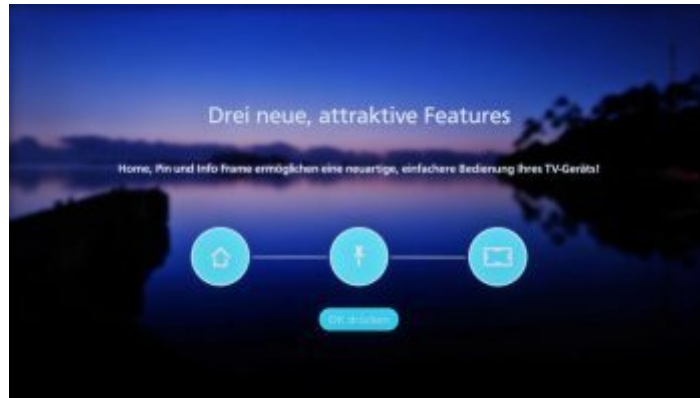 Drei neue, attraktive Features
Home, Pin und Info Frame ermöglichen eine neuartige, einfachere Bedienung Ihres TV-Geräts!
OK drücken